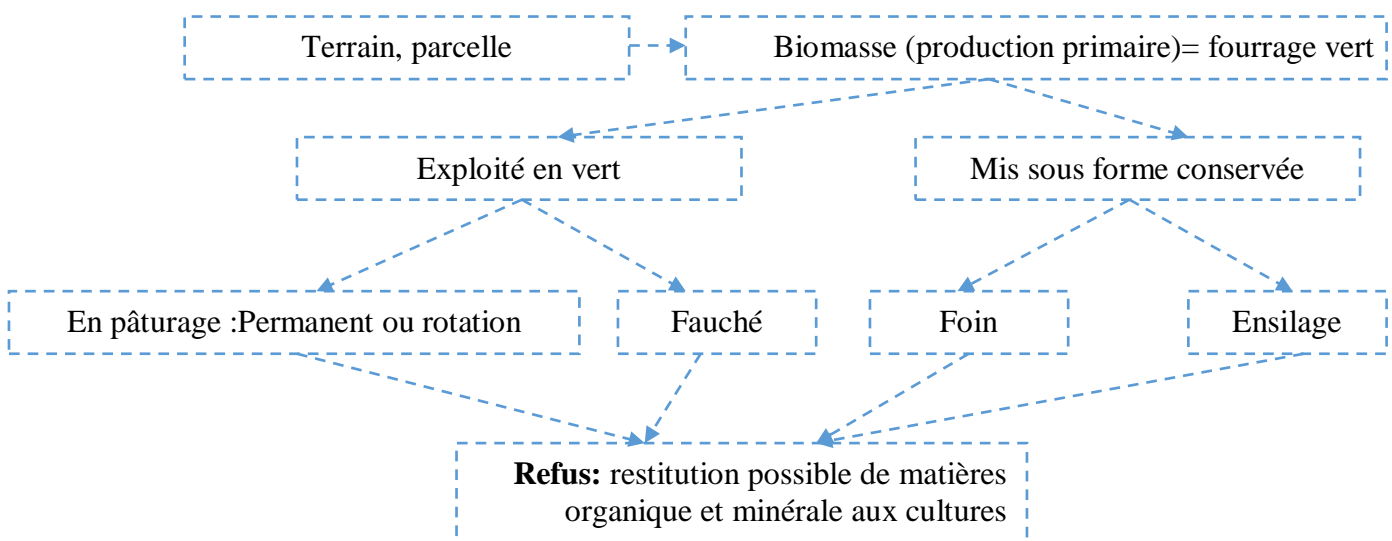 Terrain, parcelle
Biomasse (production primaire)= fourrage vert
Exploité en vert
Mis sous forme conservée
En pâturage :Permanent ou rotation
Fauché
Foin
Ensilage
Refus: restitution possible de matières
organique et minérale aux cultures